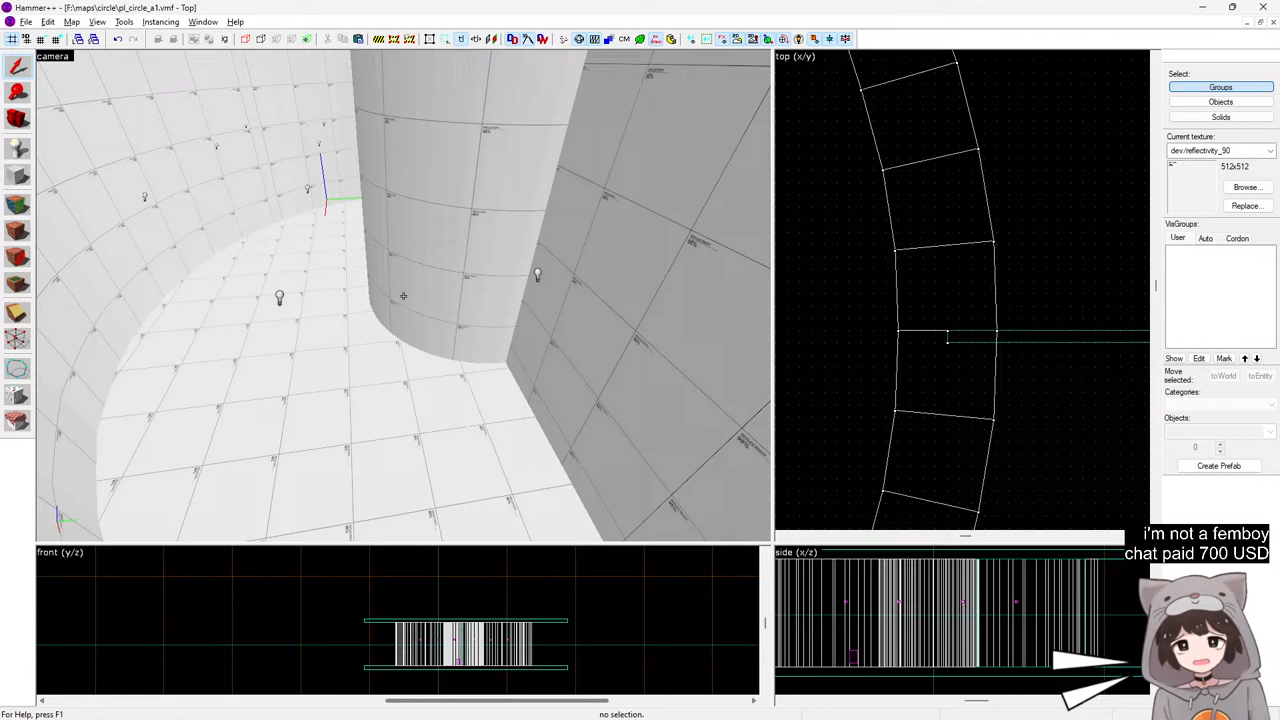 Hammer++ - [F:\maps\circle\pl_circle_a1.vmf - Top]
File Edit Map View Tools Instancing Window Help
camera
top (x/y)
Select:
Groups
Objects
Solids
Current texture:
dev/reflectivity_90
512x512
Browse...
Replace...
VisGroups:
User Auto Cordon
Show Edit Mark
Move selected: toWorld toEntity
Categories:
Objects:
0
Create Prefab
front (y/z)
side (x/z)
i'm not a femboy
chat paid 700 USD
For Help, press F1
no selection.